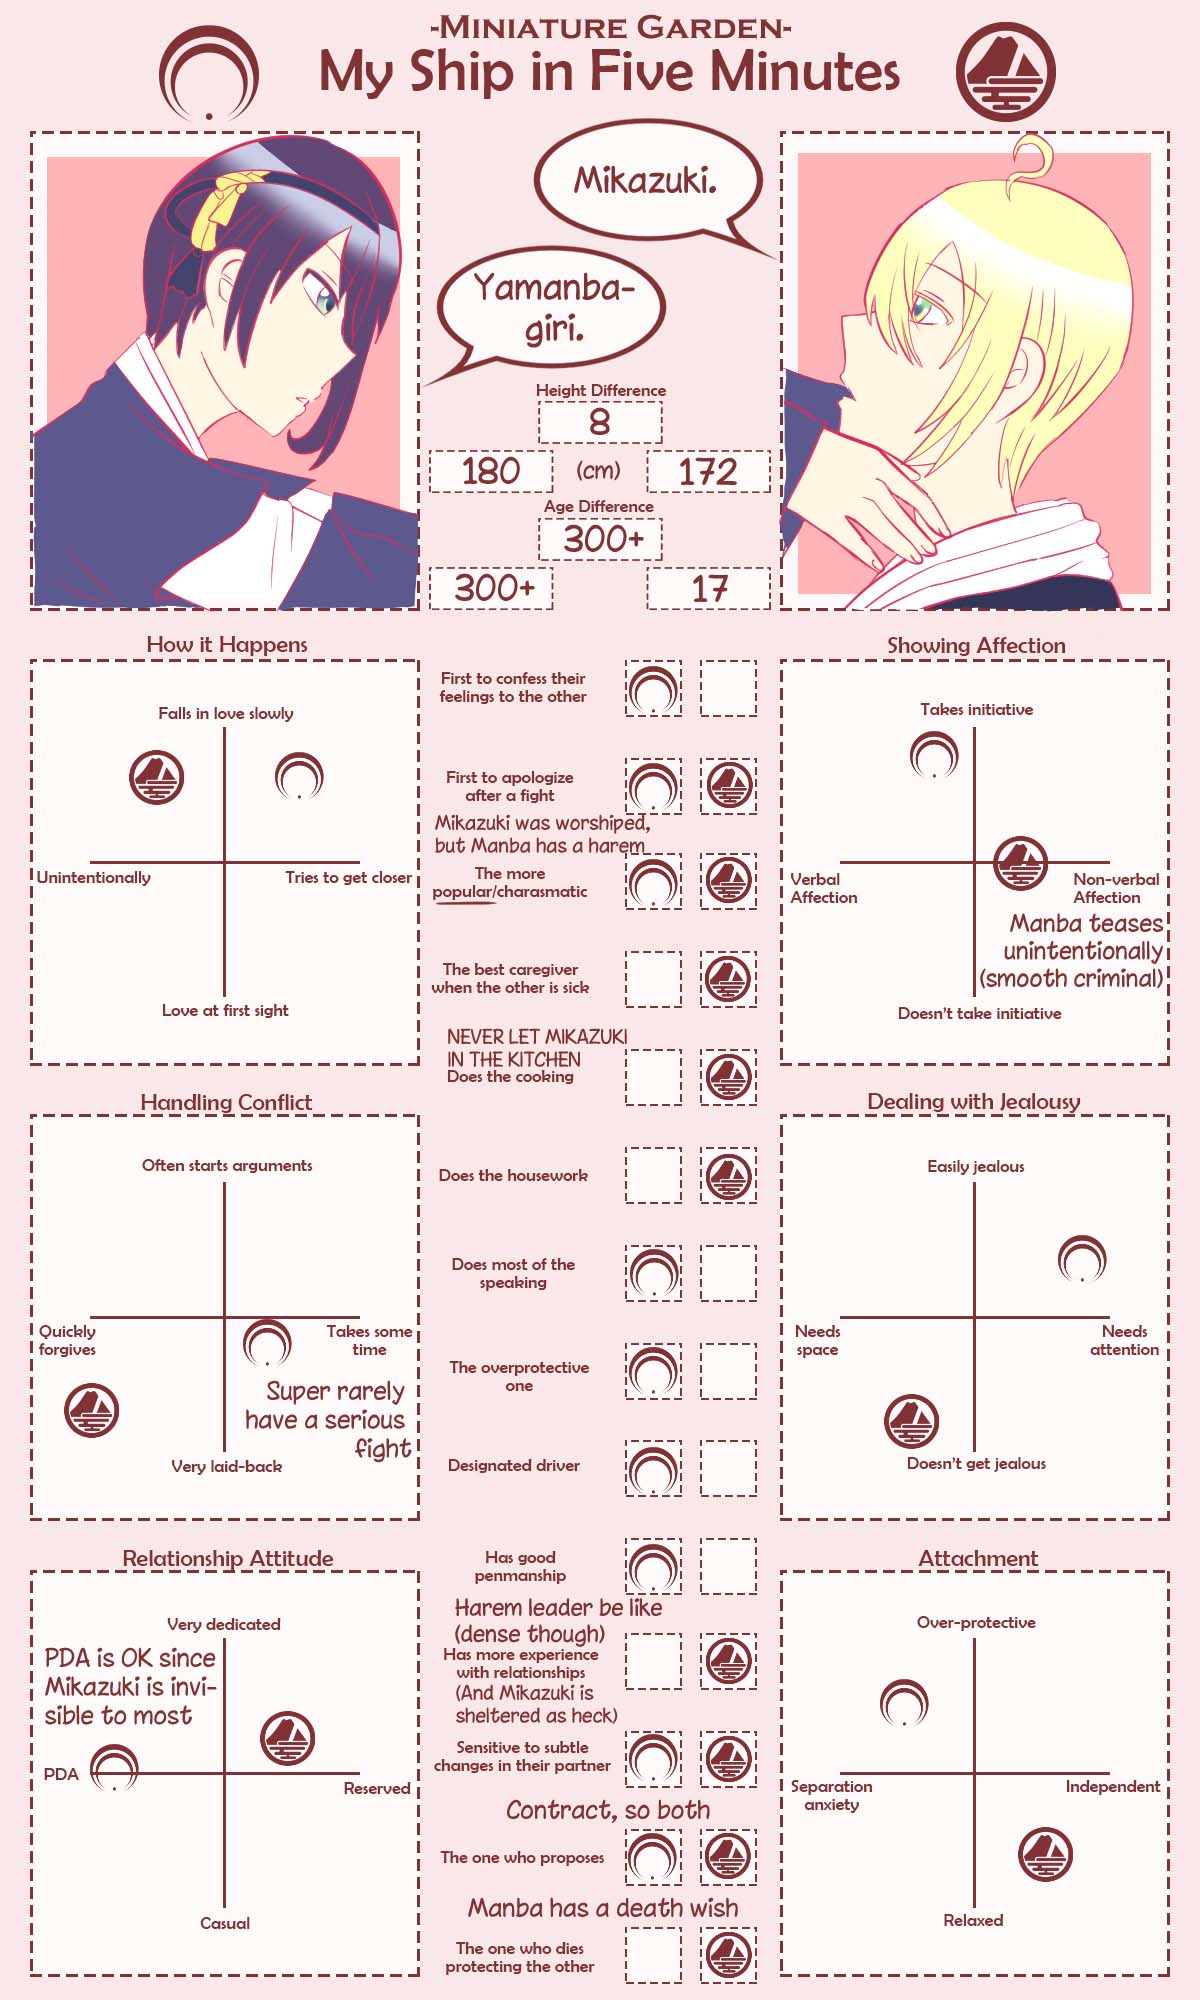 -Miniature Garden-
My Ship in Five Minutes
Mikazuki.
Yamanba-
giri.
Height Difference
8
180
(cm)
172
Age Difference
300+
300+
17
How it Happens
Falls in love slowly
Unintentionally
Tries to get closer
Love at first sight
Showing Affection
Takes initiative
Verbal
Affection
Non-verbal
Affection
Manba teases
unintentionally
(smooth criminal)
Doesn't take initiative
First to confess their
feelings to the other
First to apologize
after a fight
Mikazuki was worshiped,
but Manba has a harem
The more
popular/charasmatic
The best caregiver
when the other is sick
NEVER LET MIKAZUKI
IN THE KITCHEN
Does the cooking
Does the housework
Does most of the
speaking
The overprotective
one
Designated driver
Has good
penmanship
Harem leader be like
(dense though)
Has more experience
with relationships
(And Mikazuki is
sheltered as heck)
Sensitive to subtle
changes in their partner
Contract, so both
The one who proposes
Manba has a death wish
The one who dies
protecting the other
Handling Conflict
Often starts arguments
Quickly
forgives
Takes some
time
Super rarely
have a serious
fight
Very laid-back
Dealing with Jealousy
Easily jealous
Needs
space
Needs
attention
Doesn't get jealous
Relationship Attitude
Very dedicated
PDA is OK since
Mikazuki is invi-
sible to most
PDA
Reserved
Casual
Attachment
Over-protective
Separation
anxiety
Independent
Relaxed